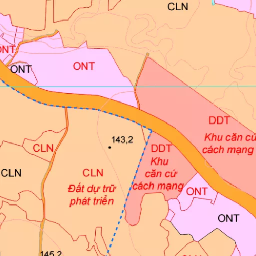 CLN
ONT
ONT
ONT
ONT
DDT
Khu căn cứ
cách mạng
143,2
CLN
DDT
Khu
căn cứ
cách mạng
CLN
CLN
Đất dự trữ
phát triển
ONT
ONT
145,2
CLN